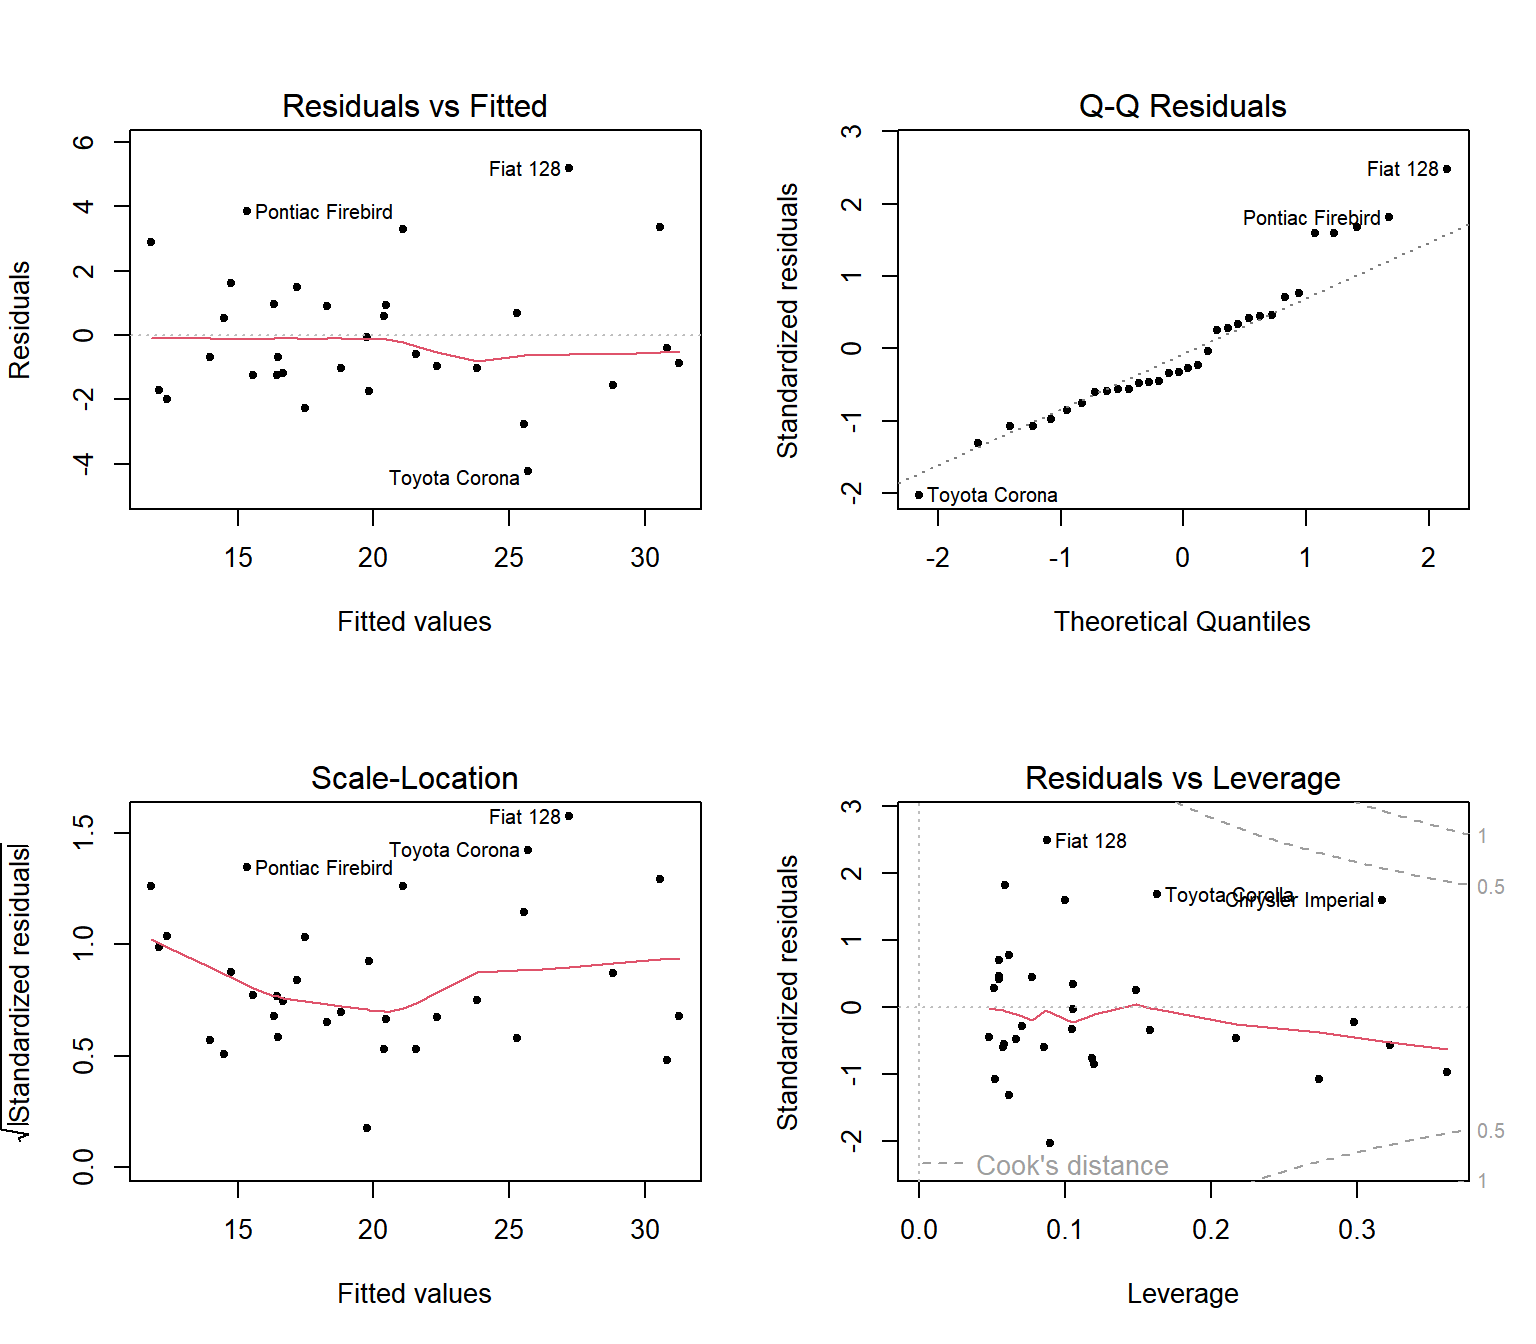 Residuals vs Fitted
Residuals
6
4
2
0
-2
-4
Fiat 128
Pontiac Firebird
Toyota Corona
15 20 25 30
Fitted values
Q-Q Residuals
Standardized residuals
3
2
1
0
-1
-2
Fiat 128
Pontiac Firebird
Toyota Corona
-2 -1 0 1 2
Theoretical Quantiles
Scale-Location
√|Standardized residuals|
1.5
1.0
0.5
0.0
Fiat 128
Toyota Corona
Pontiac Firebird
15 20 25 30
Fitted values
Residuals vs Leverage
Standardized residuals
3
2
1
0
-1
-2
Fiat 128
Toyota Corolla
Chrysler Imperial
1
0.5
0.5
1
Cook's distance
0.0 0.1 0.2 0.3
Leverage